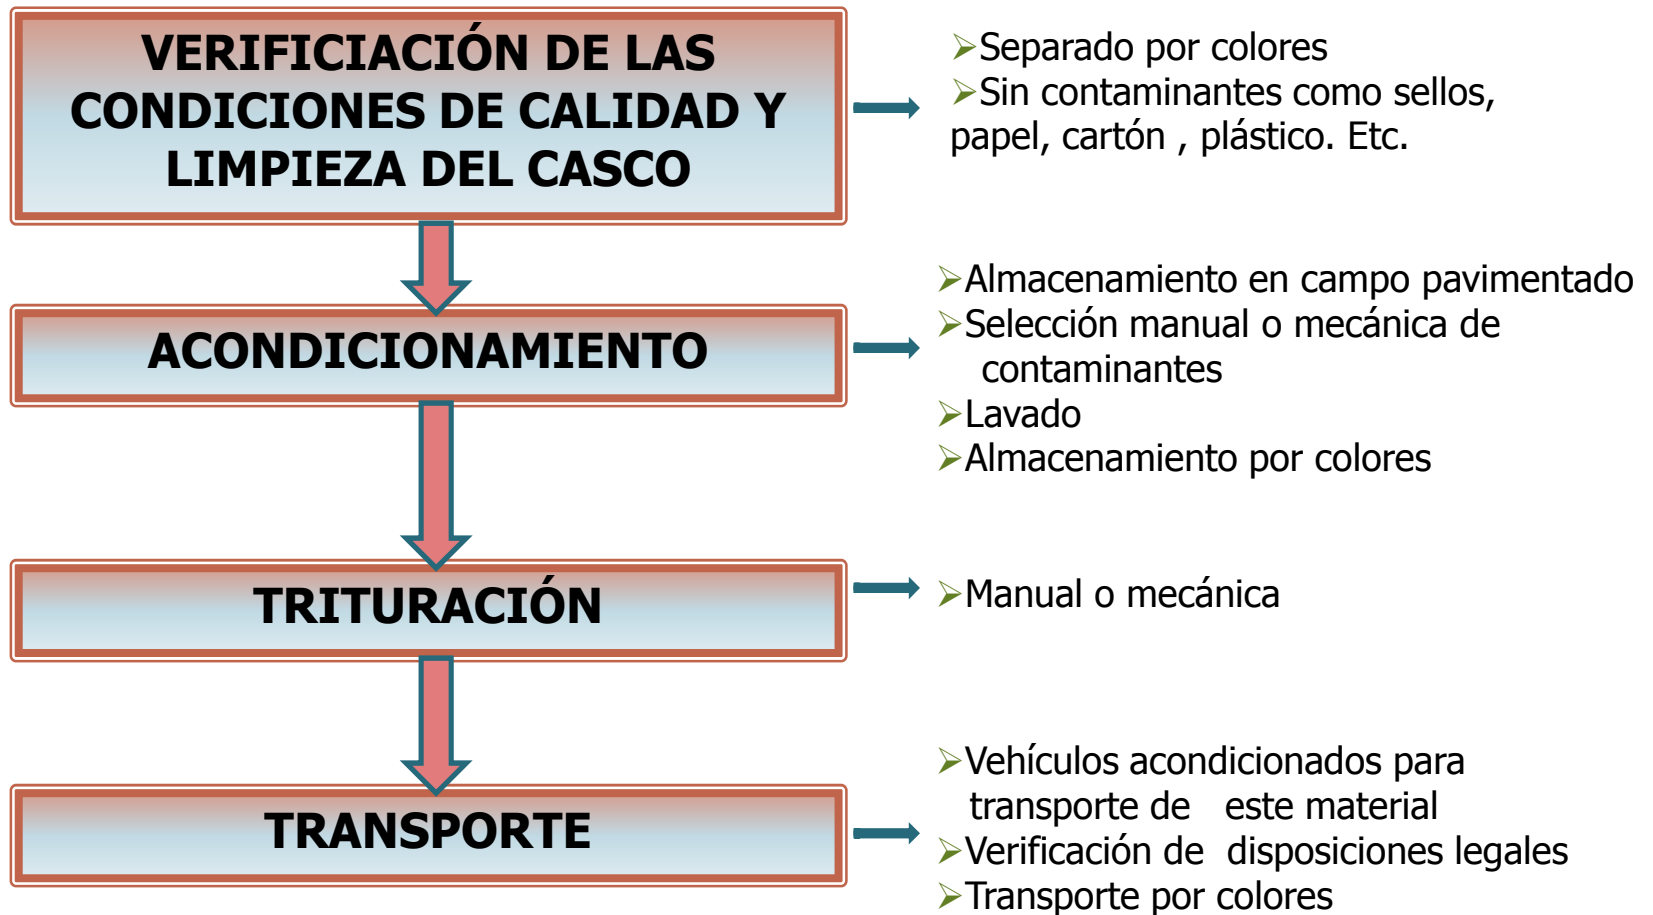 VERIFICIACIÓN DE LAS
CONDICIONES DE CALIDAD Y
LIMPIEZA DEL CASCO
➢Separado por colores
➢Sin contaminantes como sellos,
papel, cartón , plástico. Etc.
ACONDICIONAMIENTO
➢Almacenamiento en campo pavimentado
➢Selección manual o mecánica de
contaminantes
➢Lavado
➢Almacenamiento por colores
TRITURACIÓN
➢Manual o mecánica
TRANSPORTE
➢Vehículos acondicionados para
transporte de este material
➢Verificación de disposiciones legales
➢Transporte por colores